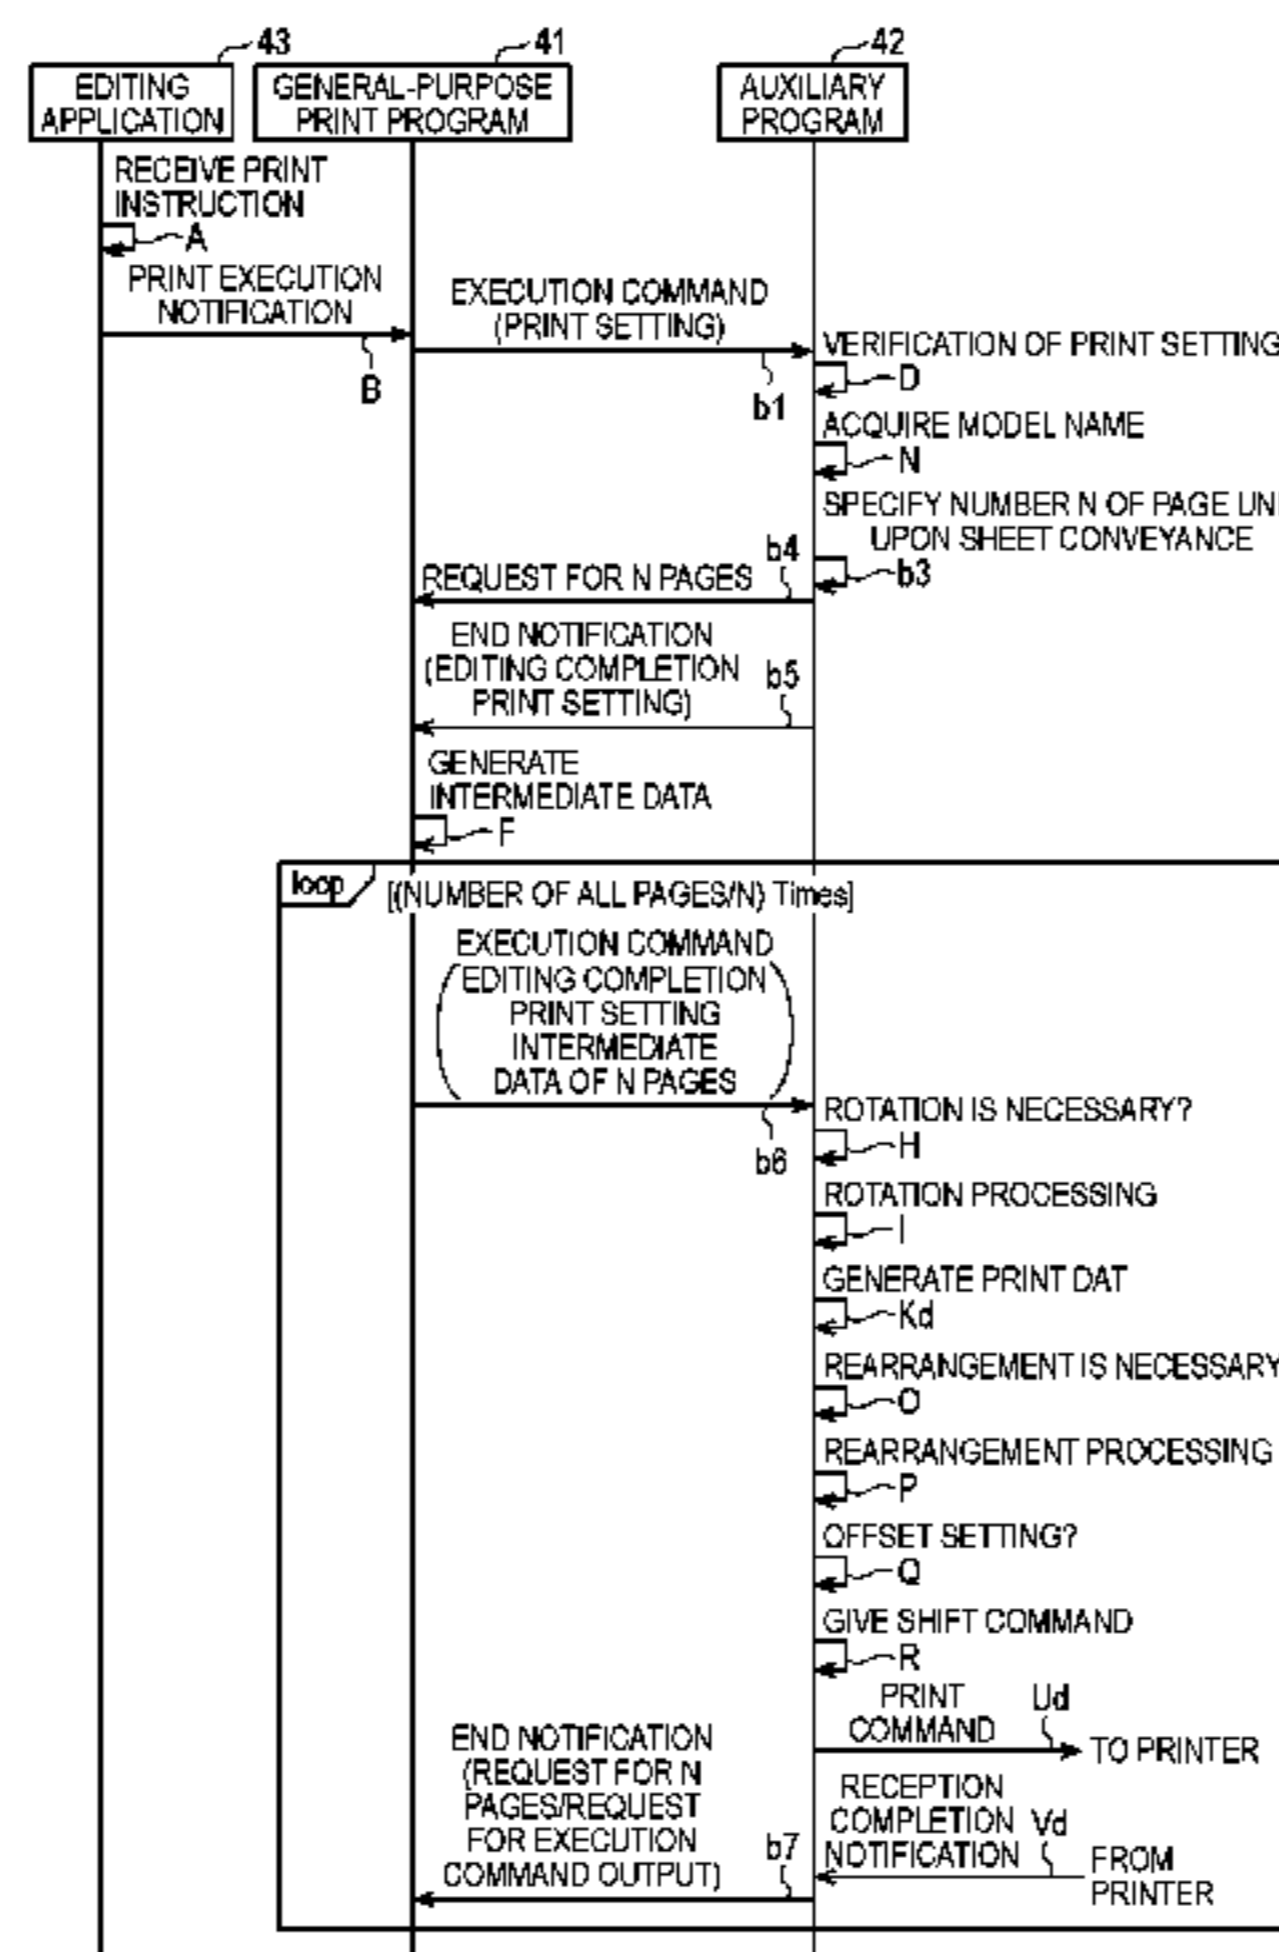 43
41
42
EDITING
APPLICATION
GENERAL-PURPOSE
PRINT PROGRAM
AUXILIARY
PROGRAM
RECEIVE PRINT
INSTRUCTION
A
PRINT EXECUTION
NOTIFICATION
B
EXECUTION COMMAND
(PRINT SETTING)
b1
VERIFICATION OF PRINT SETTING
D
ACQUIRE MODEL NAME
N
SPECIFY NUMBER N OF PAGE UNI
UPON SHEET CONVEYANCE
b3
b4
REQUEST FOR N PAGES
END NOTIFICATION
(EDITING COMPLETION
PRINT SETTING)
b5
GENERATE
INTERMEDIATE DATA
F
loop
[(NUMBER OF ALL PAGES/N) Times]
EXECUTION COMMAND
(EDITING COMPLETION
PRINT SETTING
INTERMEDIATE
DATA OF N PAGES)
b6
ROTATION IS NECESSARY?
H
ROTATION PROCESSING
I
GENERATE PRINT DAT
Kd
REARRANGEMENT IS NECESSARY
O
REARRANGEMENT PROCESSING
P
OFFSET SETTING?
Q
GIVE SHIFT COMMAND
R
PRINT
COMMAND
Ud
TO PRINTER
RECEPTION
COMPLETION
NOTIFICATION
Vd
FROM
PRINTER
END NOTIFICATION
(REQUEST FOR N
PAGES/REQUEST
FOR EXECUTION
COMMAND OUTPUT)
b7